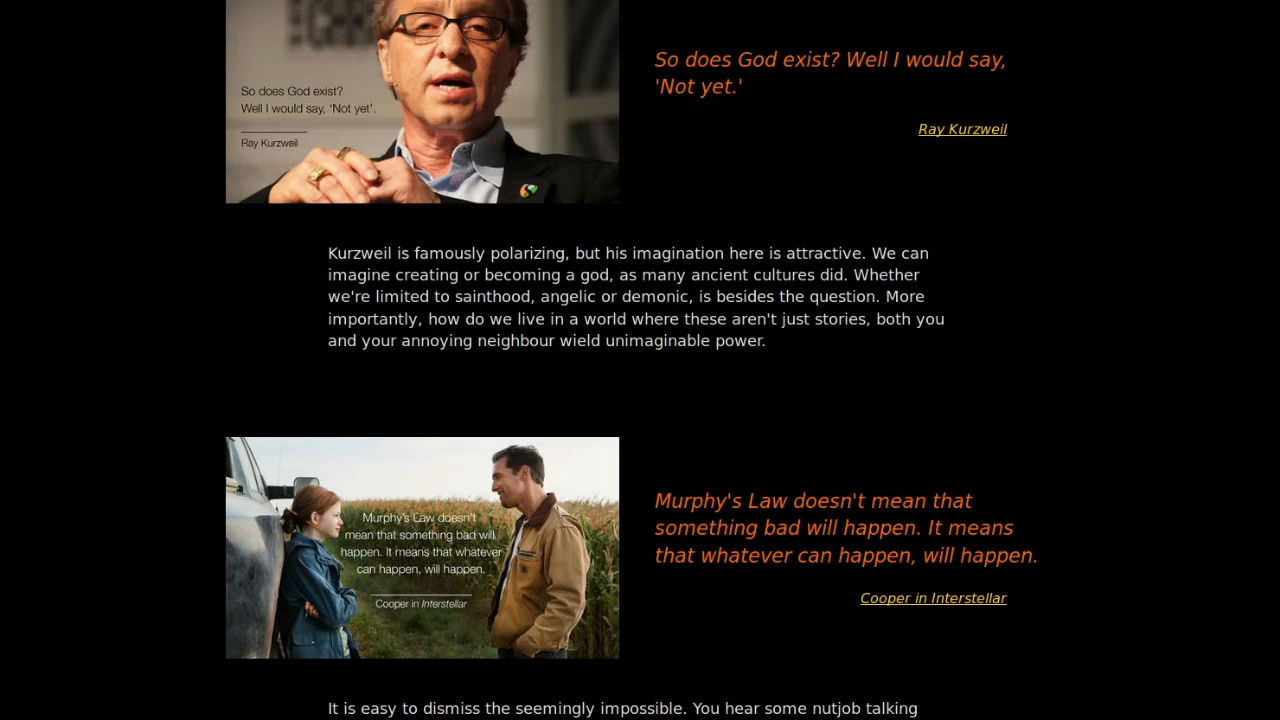 So does God exist?
Well I would say, ‘Not yet’.
Ray Kurzweil
So does God exist? Well I would say,
'Not yet.'
Ray Kurzweil
Kurzweil is famously polarizing, but his imagination here is attractive. We can
imagine creating or becoming a god, as many ancient cultures did. Whether
we're limited to sainthood, angelic or demonic, is besides the question. More
importantly, how do we live in a world where these aren't just stories, both you
and your annoying neighbour wield unimaginable power.
Murphy's Law doesn't
mean that something bad will
happen. It means that whatever
can happen, will happen.
Cooper in Interstellar
Murphy's Law doesn't mean that
something bad will happen. It means
that whatever can happen, will happen.
Cooper in Interstellar
It is easy to dismiss the seemingly impossible. You hear some nutjob talking